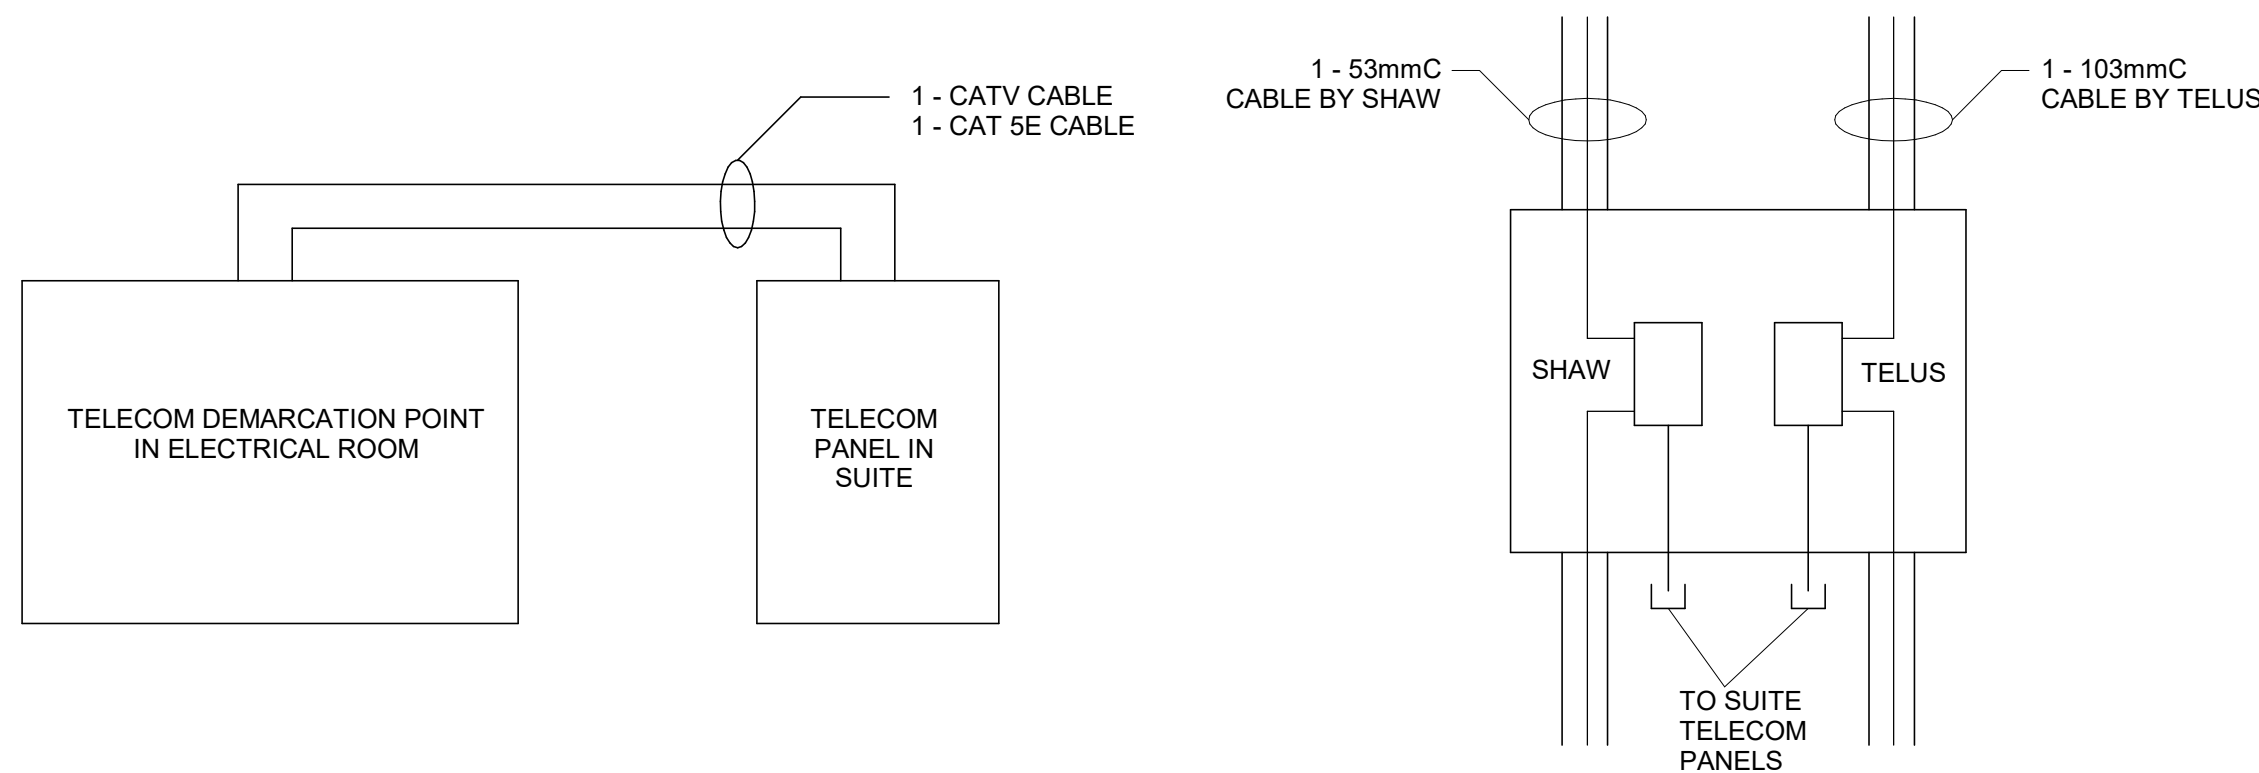 1 - CATV CABLE
1 - CAT 5E CABLE
TELECOM DEMARCATION POINT
IN ELECTRICAL ROOM
TELECOM
PANEL IN
SUITE
1 - 53mmC
CABLE BY SHAW
1 - 103mmC
CABLE BY TELUS
SHAW
TELUS
TO SUITE
TELECOM
PANELS